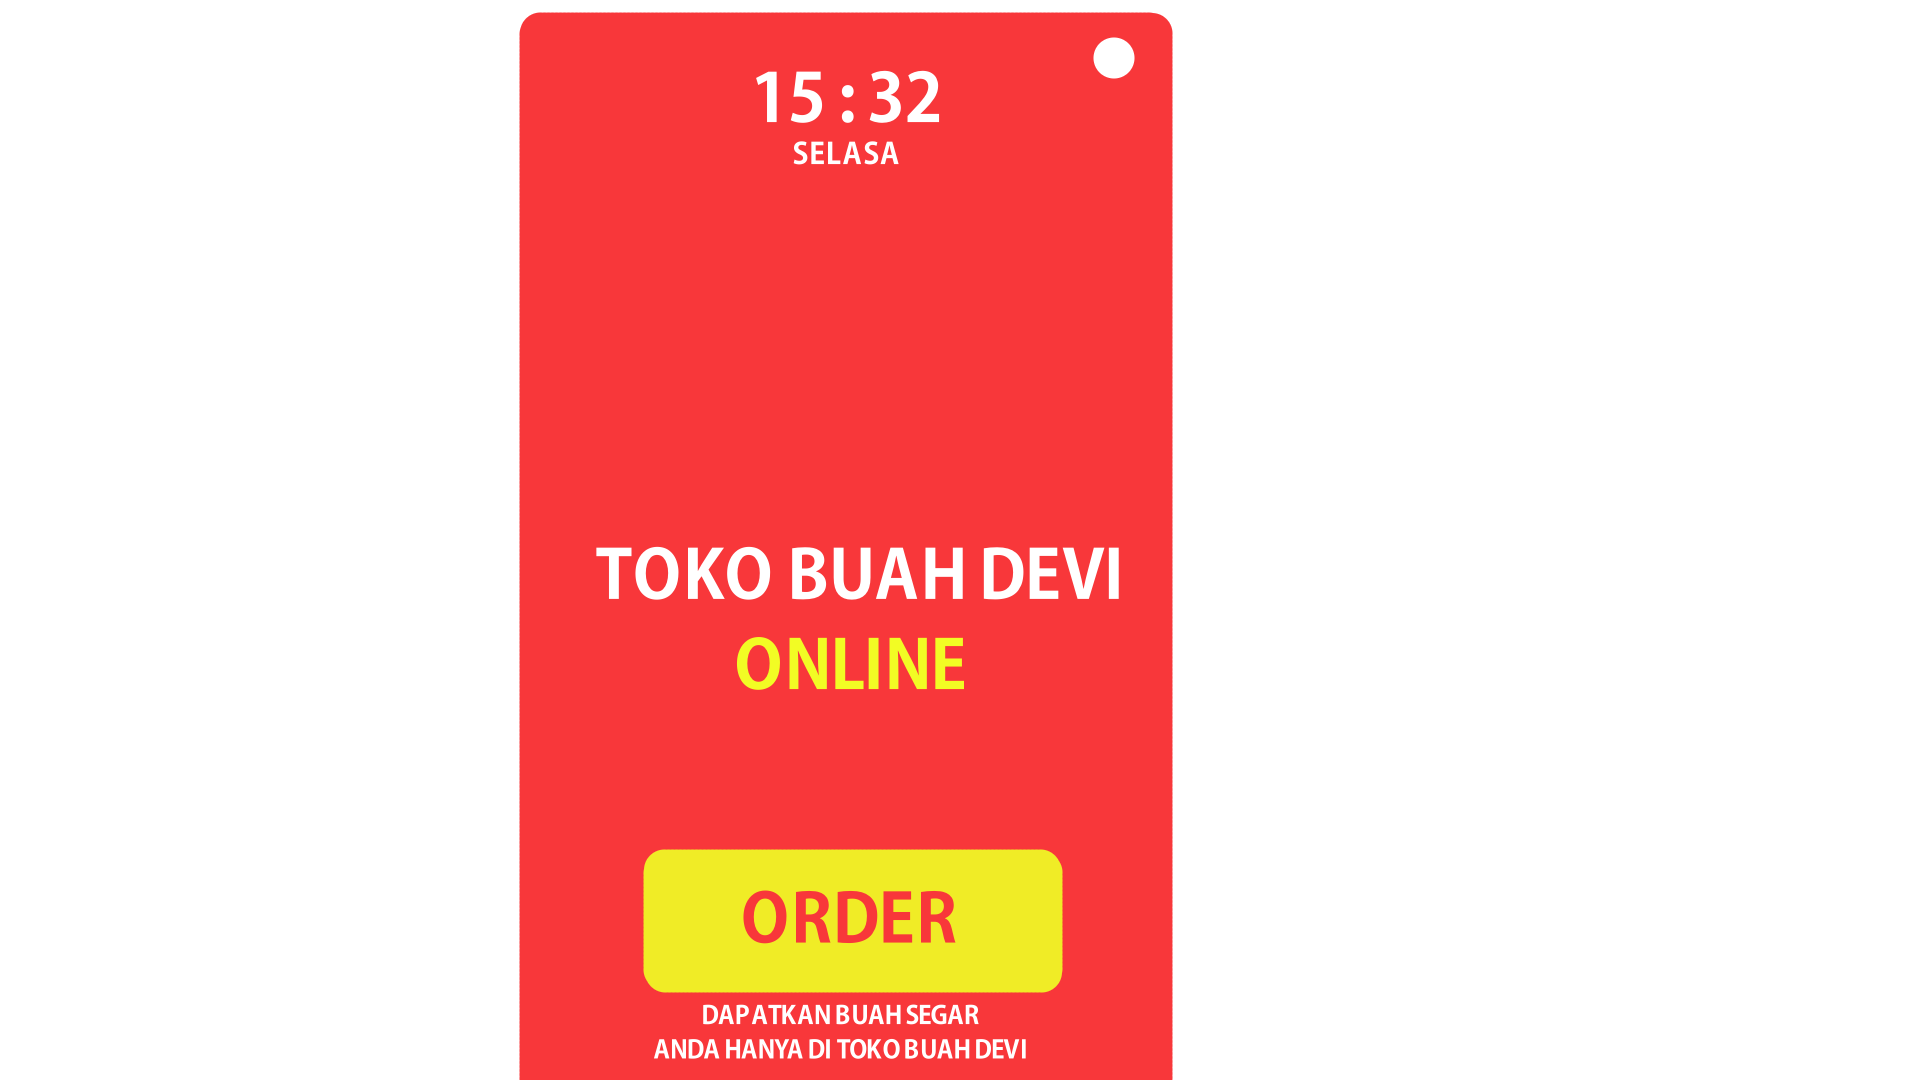 15 : 32
SELASA
TOKO BUAH DEVI
ONLINE
ORDER
DAPATKAN BUAH SEGAR
ANDA HANYA DI TOKO BUAH DEVI